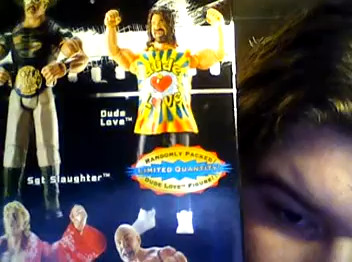 Dude
Love™
Sgt Slaughter™
RANDOMLY PACKED!
LIMITED QUANTITY
DUDE LOVE™ FIGURE!